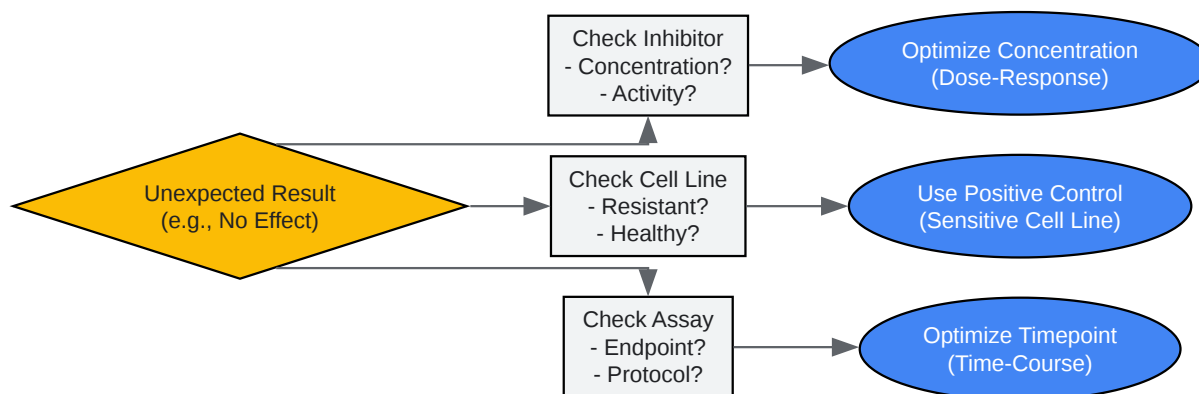 Check Inhibitor
- Concentration?
- Activity?
Optimize Concentration
(Dose-Response)
Unexpected Result
(e.g., No Effect)
Check Cell Line
- Resistant?
- Healthy?
Use Positive Control
(Sensitive Cell Line)
Check Assay
- Endpoint?
- Protocol?
Optimize Timepoint
(Time-Course)